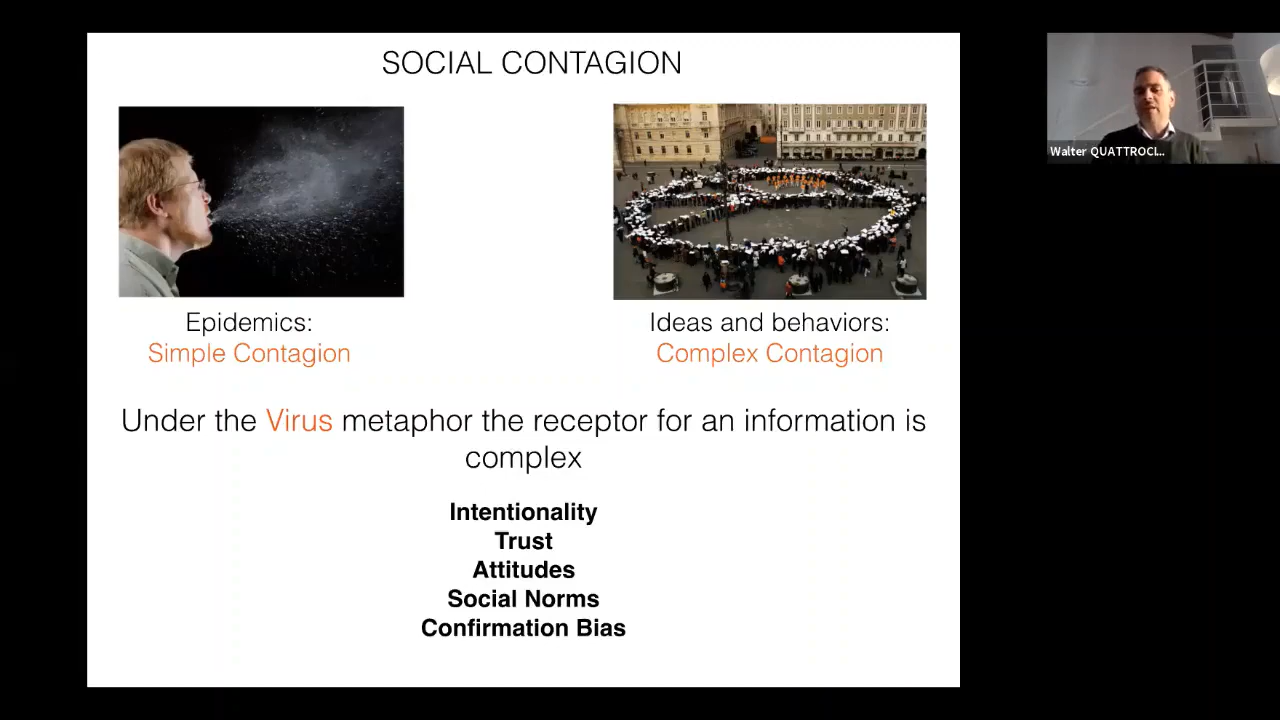 SOCIAL CONTAGION
Epidemics:
Simple Contagion
Ideas and behaviors:
Complex Contagion
Under the Virus metaphor the receptor for an information is
complex
Intentionality
Trust
Attitudes
Social Norms
Confirmation Bias
Walter QUATTROCI...